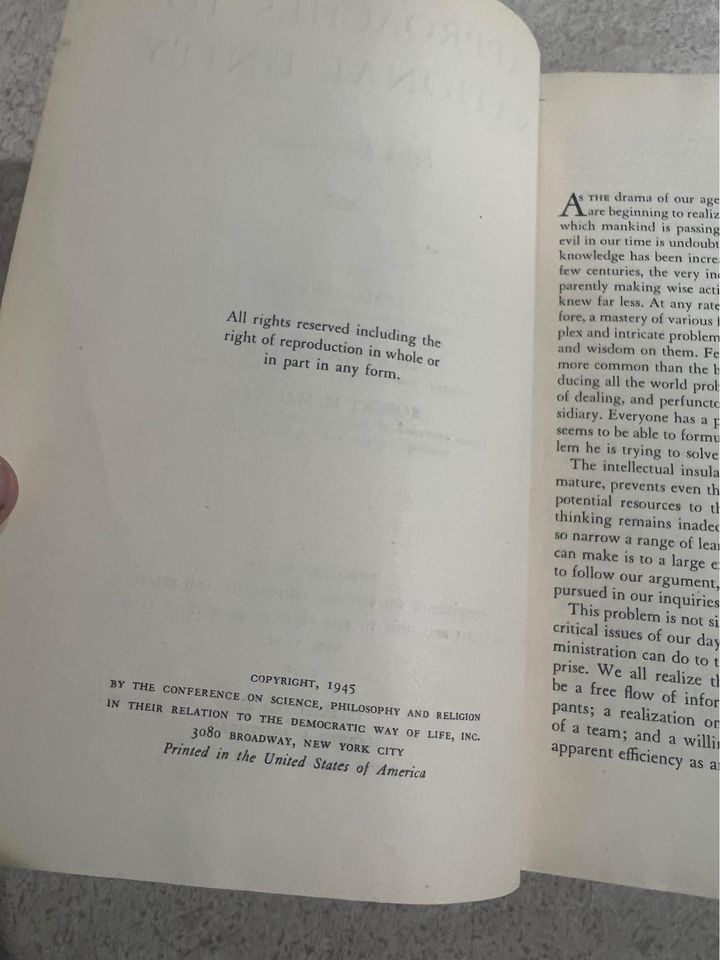 All rights reserved including the
right of reproduction in whole or
in part in any form.
COPYRIGHT, 1945
BY THE CONFERENCE ON SCIENCE, PHILOSOPHY AND RELIGION
IN THEIR RELATION TO THE DEMOCRATIC WAY OF LIFE, INC.
3080 BROADWAY, NEW YORK CITY
Printed in the United States of America
AS THE drama of our age
are beginning to realiz
which mankind is passing
evil in our time is undoubt
knowledge has been incre
few centuries, the very in
parently making wise acti
knew far less. At any rate
fore, a mastery of various
plex and intricate problem
and wisdom on them. Fe
more common than the
ducing all the world prob
of dealing, and perfuncto
sidiary. Everyone has a
seems to be able to formu
lem he is trying to solve
The intellectual insula
mature, prevents even th
potential resources to th
thinking remains inadeq
so narrow a range of lea
can make is to a large e
to follow our argument,
pursued in our inquiries
This problem is not si
critical issues of our day
ministration can do to t
prise. We all realize th
be a free flow of infor
pants; a realization on
of a team; and a willi
apparent efficiency as a